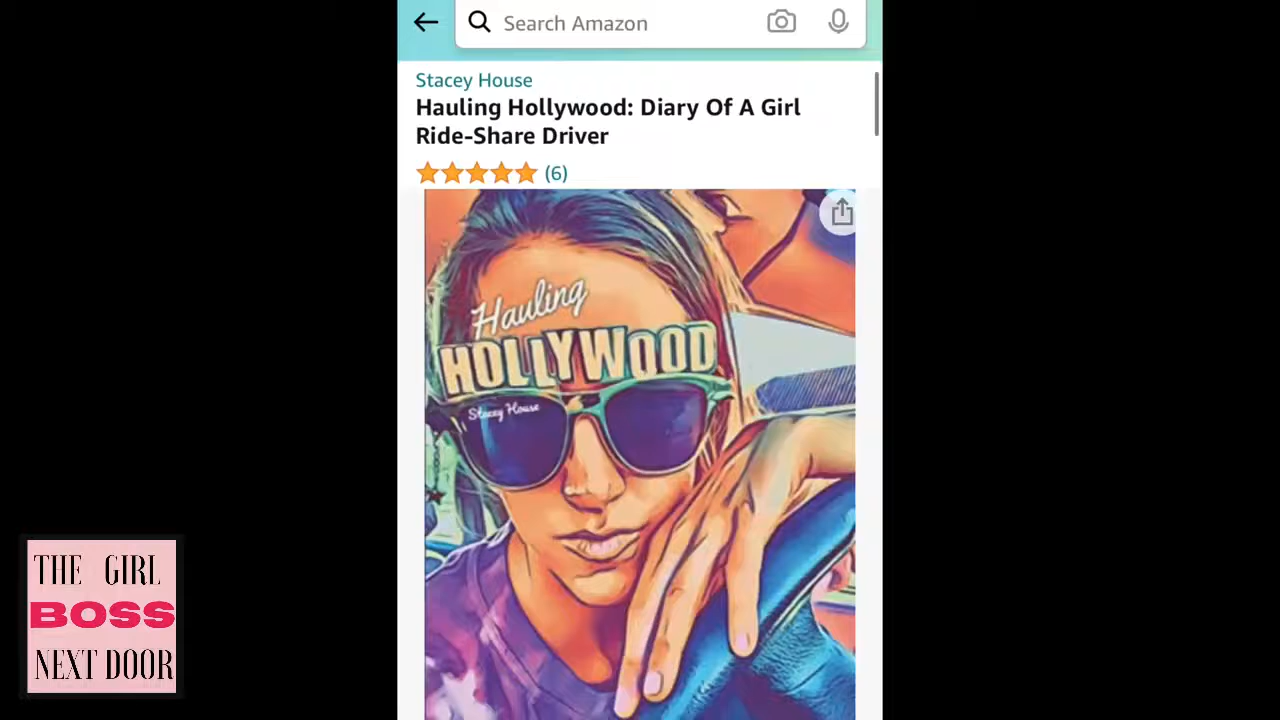 Search Amazon
Stacey House
Hauling Hollywood: Diary Of A Girl
Ride-Share Driver
(6)
Hauling
HOLLYWOOD
Stacey House
THE GIRL
BOSS
NEXT DOOR